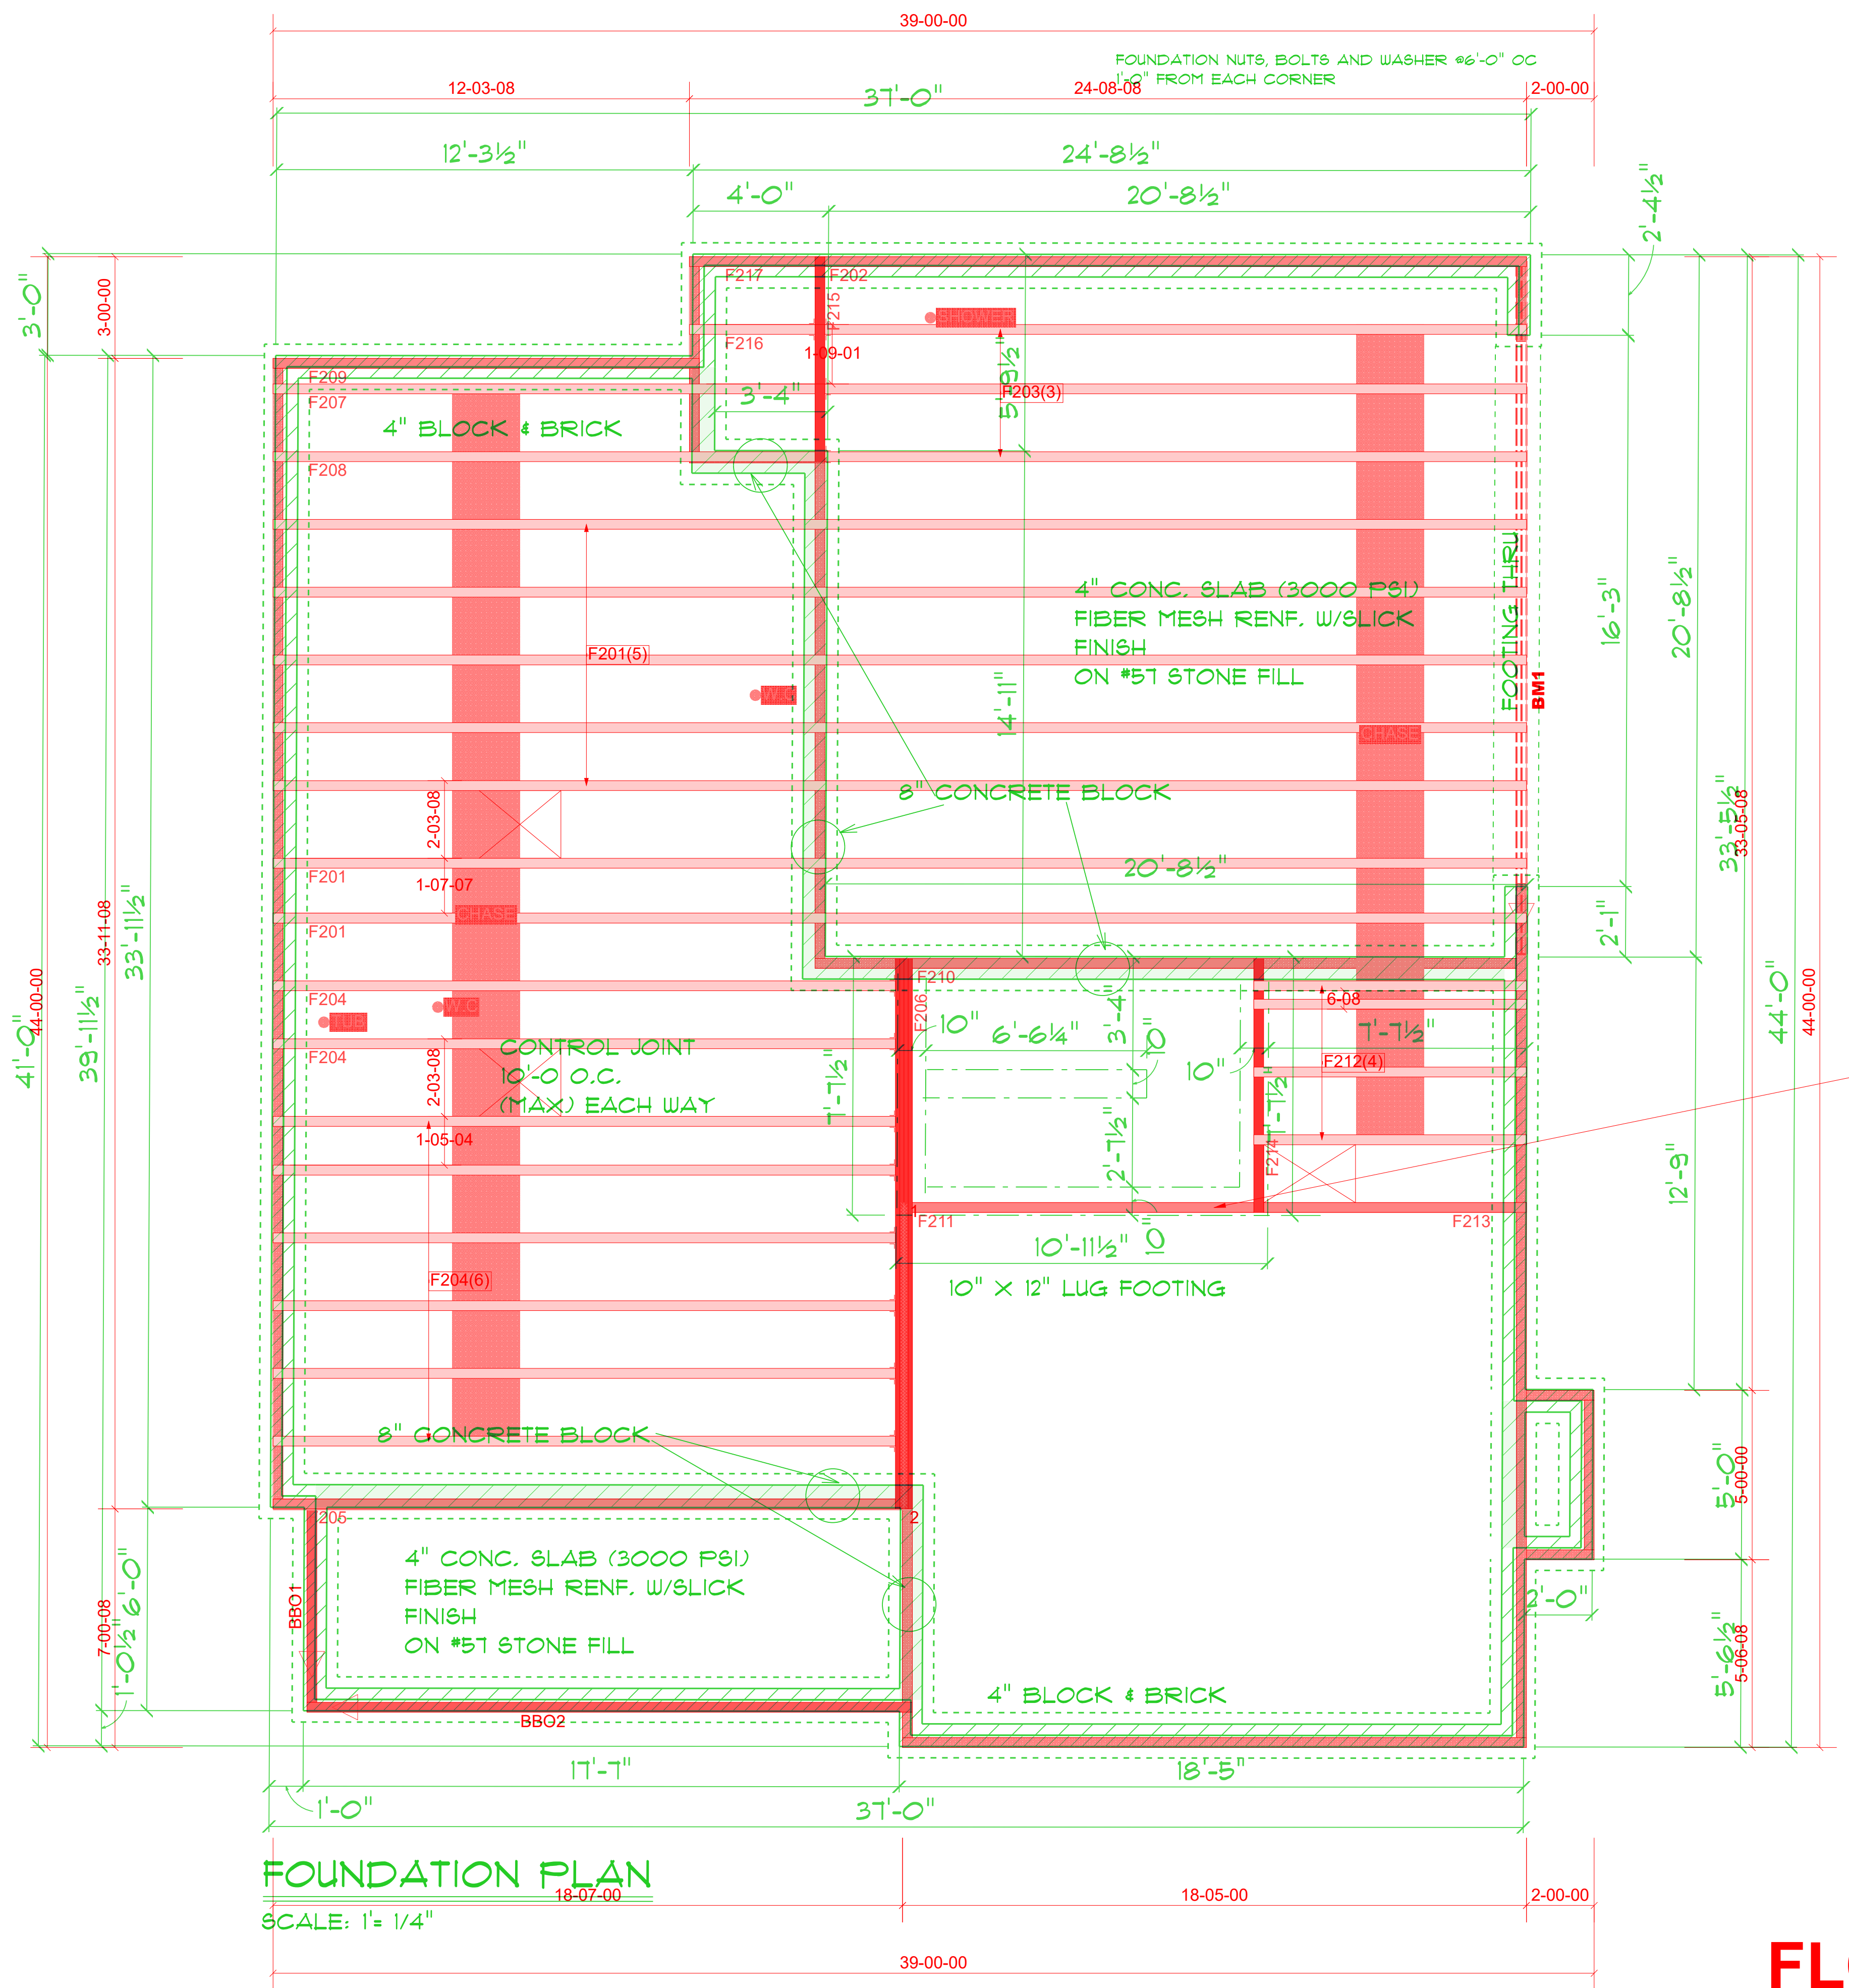 39-00-00
FOUNDATION NUTS, BOLTS AND WASHER @6'-0" OC
1'-0" FROM EACH CORNER
12-03-08
24-08-08
2-00-00
37'-0"
12'-3½"
24'-8½"
4'-0"
20'-8½"
2'-4½"
3'-0"
3-00-00
F217
F202
F215
SHOWER
F216
1-09-01
5'-9½"
F209
F207
3'-4"
F203(3)
4" BLOCK & BRICK
F208
FOOTING THRU
4" CONC. SLAB (3000 PSI)
FIBER MESH RENF. W/SLICK
FINISH
ON #57 STONE FILL
16'-3"
20'-8½"
F201(5)
W.C
BM1
14'-11"
CHASE
8" CONCRETE BLOCK
2-03-08
33'-5½"
33-05-08
F201
1-07-07
20'-8½"
CHASE
F201
2'-1"
33-11-08
33'-11½"
44-00-00
41'-0"
39'-11½"
F210
F204
W.C
TUB
F206
10"
6'-6¼"
3'-4"
10"
6-08
7'-7½"
44'-0"
44-00-00
F204
CONTROL JOINT
10'-0 O.C.
(MAX) EACH WAY
2-03-08
7'-7½"
10"
F212(4)
7'-7½"
1-05-04
2'-7½"
F214
12'-9"
1
F211
F213
10'-11½"
10"
F204(6)
10" X 12" LUG FOOTING
8" CONCRETE BLOCK
5'-0"
5-00-00
F205
2
4" CONC. SLAB (3000 PSI)
FIBER MESH RENF. W/SLICK
FINISH
ON #57 STONE FILL
BBO1
6'-0"
7-00-08
1'-0½"
2'-0"
5'-6½"
5-06-08
4" BLOCK & BRICK
BBO2
17'-7"
18'-5"
1'-0"
37'-0"
FOUNDATION PLAN
18-07-00
18-05-00
2-00-00
SCALE: 1'= 1/4"
39-00-00